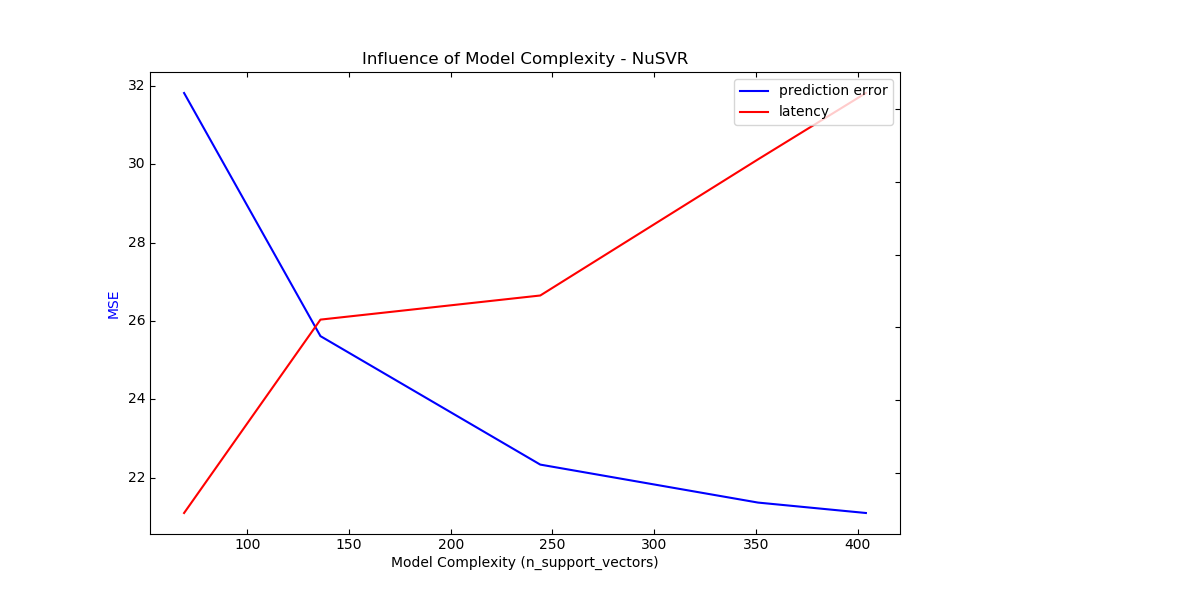 Influence of Model Complexity - NuSVR
prediction error
latency
32
30
28
26
24
22
MSE
100 150 200 250 300 350 400
Model Complexity (n_support_vectors)